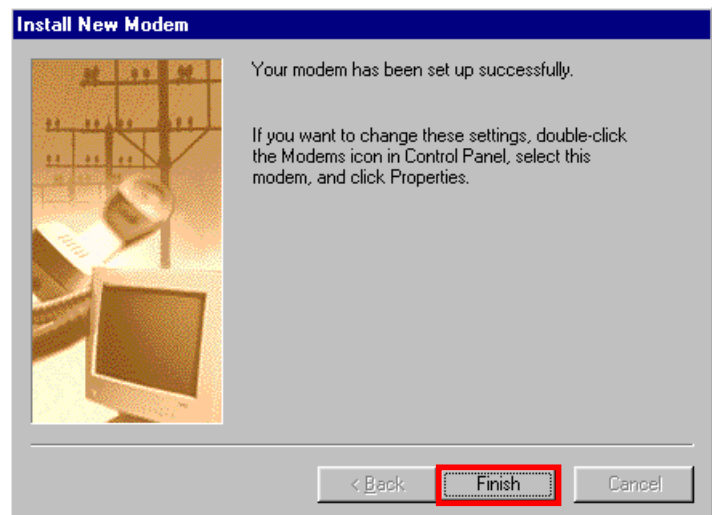 Install New Modem
Your modem has been set up successfully.
If you want to change these settings, double-click
the Modems icon in Control Panel, select this
modem, and click Properties.
< Back
Finish
Cancel